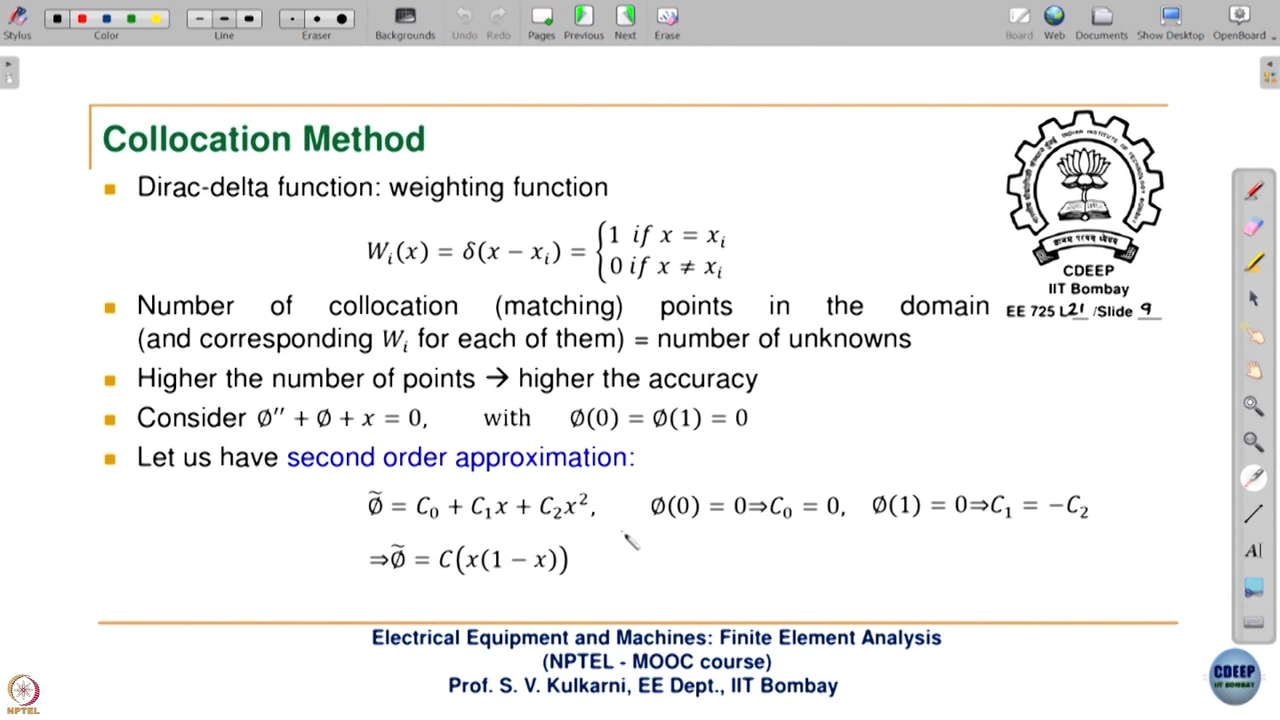 Stylus Color Line Eraser Backgrounds Undo Redo Pages Previous Next Erase Board Web Documents Show Desktop OpenBoard
Collocation Method
Dirac-delta function: weighting function
Wᵢ(x) = δ(x − xᵢ) = {1 if x = xᵢ
0 if x ≠ xᵢ
CDEEP
IIT Bombay
EE 725 L21 /Slide 9
Number of collocation (matching) points in the domain
(and corresponding Wᵢ for each of them) = number of unknowns
Higher the number of points → higher the accuracy
Consider ∅′′ + ∅ + x = 0, with ∅(0) = ∅(1) = 0
Let us have second order approximation:
∅̃ = C₀ + C₁x + C₂x², ∅(0) = 0⇒C₀ = 0, ∅(1) = 0⇒C₁ = −C₂
⇒∅̃ = C(x(1 − x))
Electrical Equipment and Machines: Finite Element Analysis
(NPTEL - MOOC course)
Prof. S. V. Kulkarni, EE Dept., IIT Bombay
NPTEL
CDEEP
IIT BOMBAY